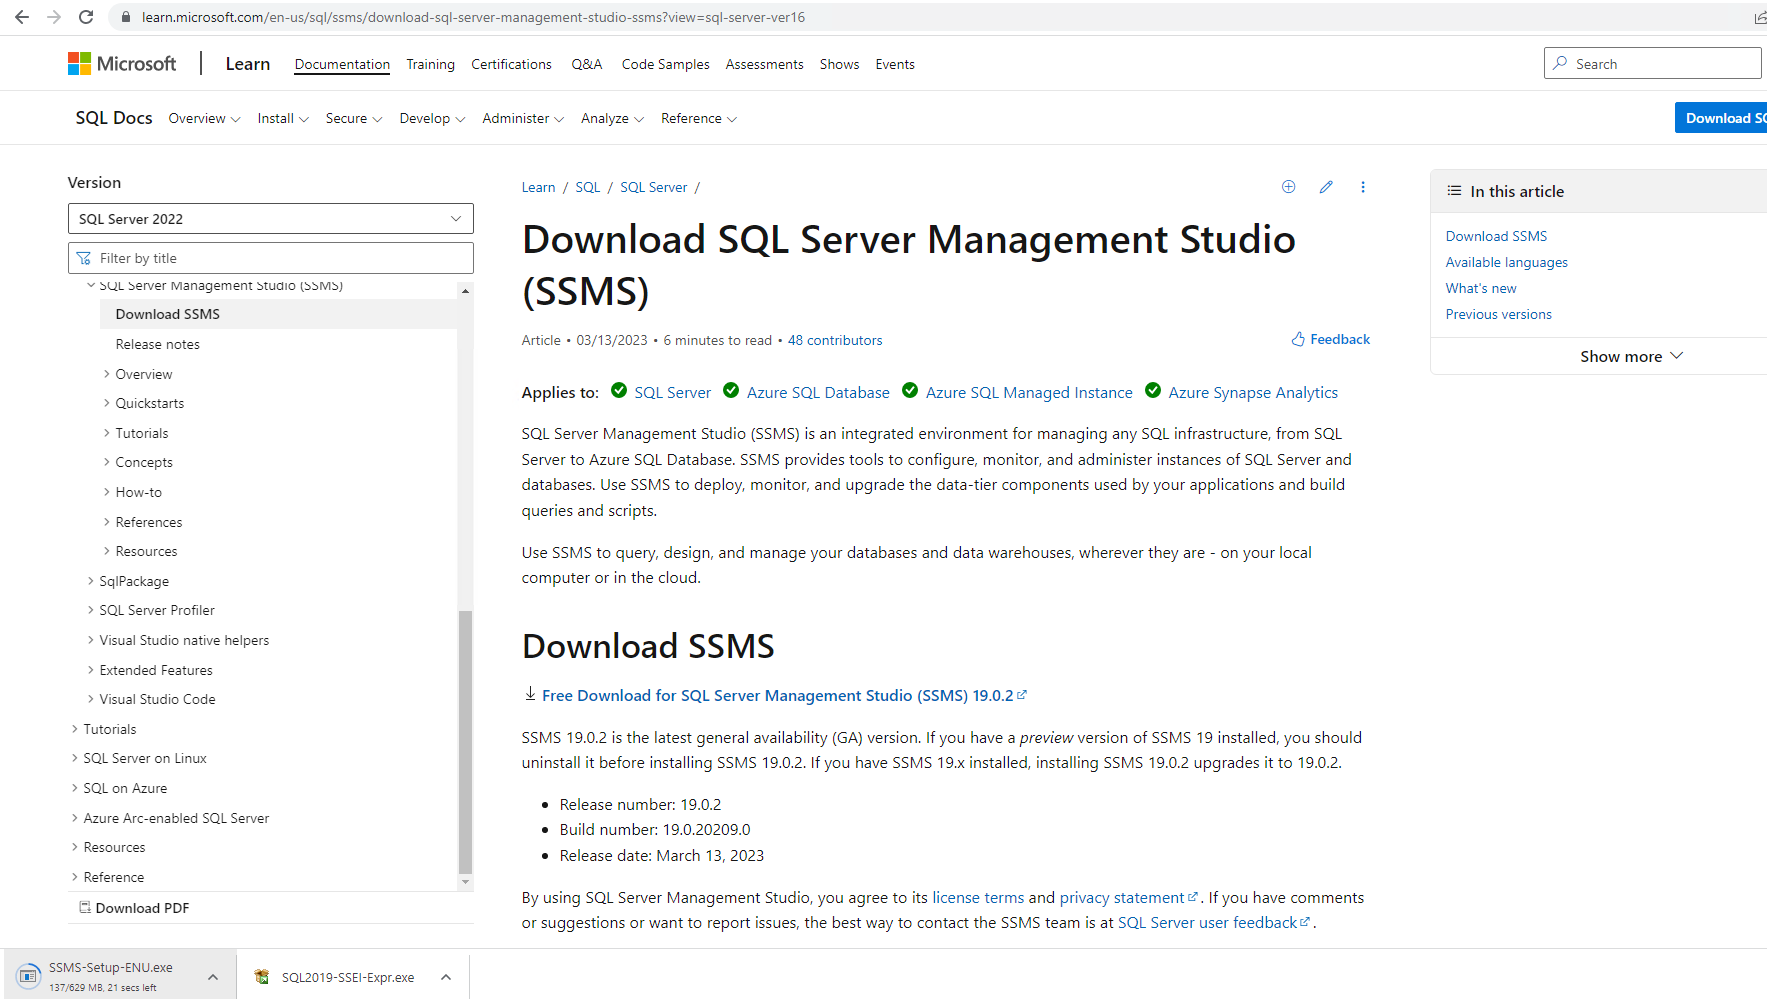 learn.microsoft.com/en-us/sql/ssms/download-sql-server-management-studio-ssms?view=sql-server-ver16
Microsoft
Learn
Documentation
Training
Certifications
Q&A
Code Samples
Assessments
Shows
Events
Search
SQL Docs
Overview
Install
Secure
Develop
Administer
Analyze
Reference
Download SQ
Version
SQL Server 2022
Filter by title
SQL Server Management Studio (SSMS)
Download SSMS
Release notes
Overview
Quickstarts
Tutorials
Concepts
How-to
References
Resources
SqlPackage
SQL Server Profiler
Visual Studio native helpers
Extended Features
Visual Studio Code
Tutorials
SQL Server on Linux
SQL on Azure
Azure Arc-enabled SQL Server
Resources
Reference
Download PDF
Learn / SQL / SQL Server /
Download SQL Server Management Studio
(SSMS)
Article • 03/13/2023 • 6 minutes to read • 48 contributors
Feedback
Applies to: SQL Server Azure SQL Database Azure SQL Managed Instance Azure Synapse Analytics
SQL Server Management Studio (SSMS) is an integrated environment for managing any SQL infrastructure, from SQL
Server to Azure SQL Database. SSMS provides tools to configure, monitor, and administer instances of SQL Server and
databases. Use SSMS to deploy, monitor, and upgrade the data-tier components used by your applications and build
queries and scripts.
Use SSMS to query, design, and manage your databases and data warehouses, wherever they are - on your local
computer or in the cloud.
Download SSMS
Free Download for SQL Server Management Studio (SSMS) 19.0.2
SSMS 19.0.2 is the latest general availability (GA) version. If you have a preview version of SSMS 19 installed, you should
uninstall it before installing SSMS 19.0.2. If you have SSMS 19.x installed, installing SSMS 19.0.2 upgrades it to 19.0.2.
• Release number: 19.0.2
• Build number: 19.0.20209.0
• Release date: March 13, 2023
By using SQL Server Management Studio, you agree to its license terms and privacy statement. If you have comments
or suggestions or want to report issues, the best way to contact the SSMS team is at SQL Server user feedback.
In this article
Download SSMS
Available languages
What's new
Previous versions
Show more
SSMS-Setup-ENU.exe
137/629 MB, 21 secs left
SQL2019-SSEI-Expr.exe